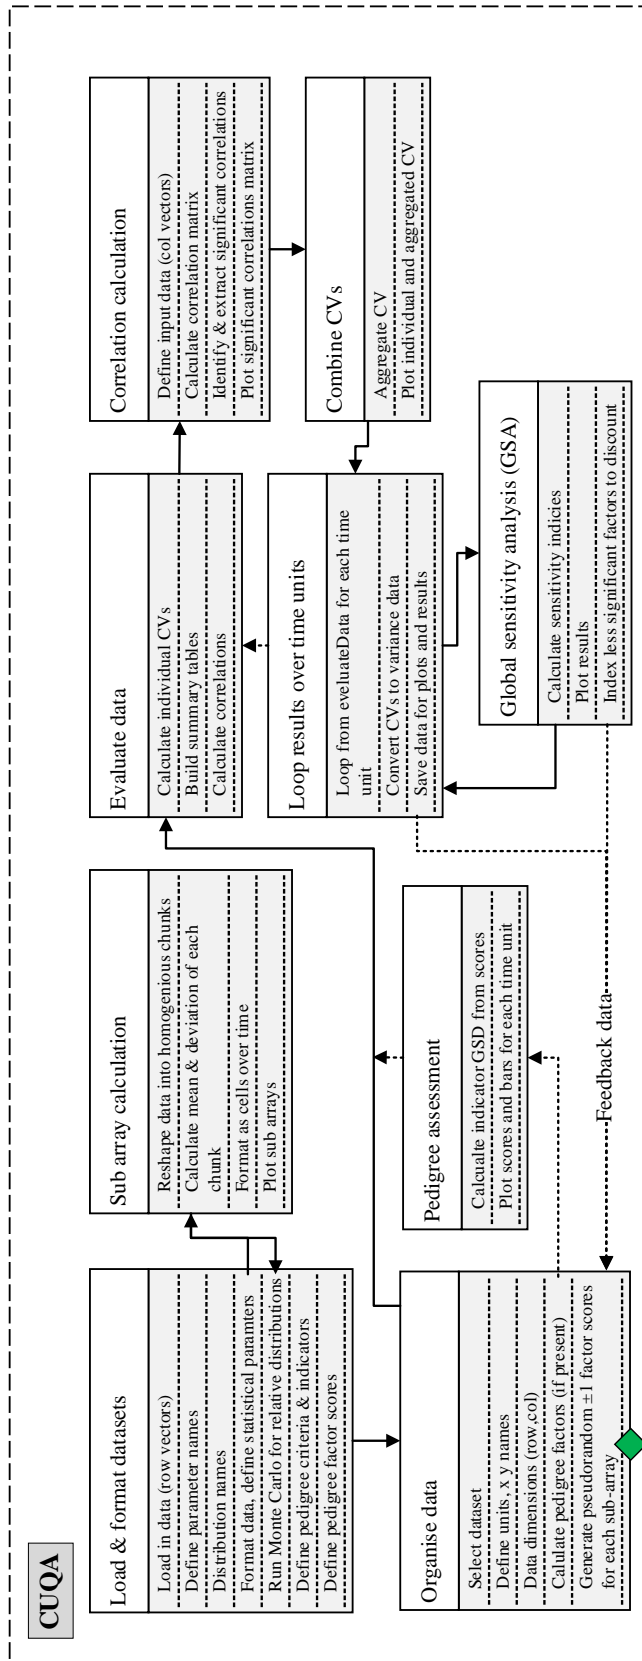 CUQA
Load & format datasets
Load in data (row vectors)
Define parameter names
Distribution names
Format data, define statistical paramters
Run Monte Carlo for relative distributions
Define pedigree criteria & indicators
Define pedigree factor scores
Organise data
Select dataset
Define units, x y names
Data dimensions (row,col)
Calulate pedigree factors (if present)
Generate pseudorandom ±1 factor scores
for each sub-array
Sub array calculation
Reshape data into homogenious chunks
Calculate mean & deviation of each
chunk
Format as cells over time
Plot sub arrays
Pedigree assessment
Calcualte indicator GSD from scores
Plot scores and bars for each time unit
Feedback data
Evaluate data
Calculate individual CVs
Build summary tables
Calculate correlations
Loop results over time units
Loop from eveluateData for each time
unit
Convert CVs to variance data
Save data for plots and results
Global sensitivity analysis (GSA)
Calculate sensitivity indicies
Plot results
Index less significant factors to discount
Correlation calculation
Define input data (col vectors)
Calculate correlation matrix
Identify & extract significant correlations
Plot significant correlations matrix
Combine CVs
Aggregate CV
Plot individual and aggregated CV